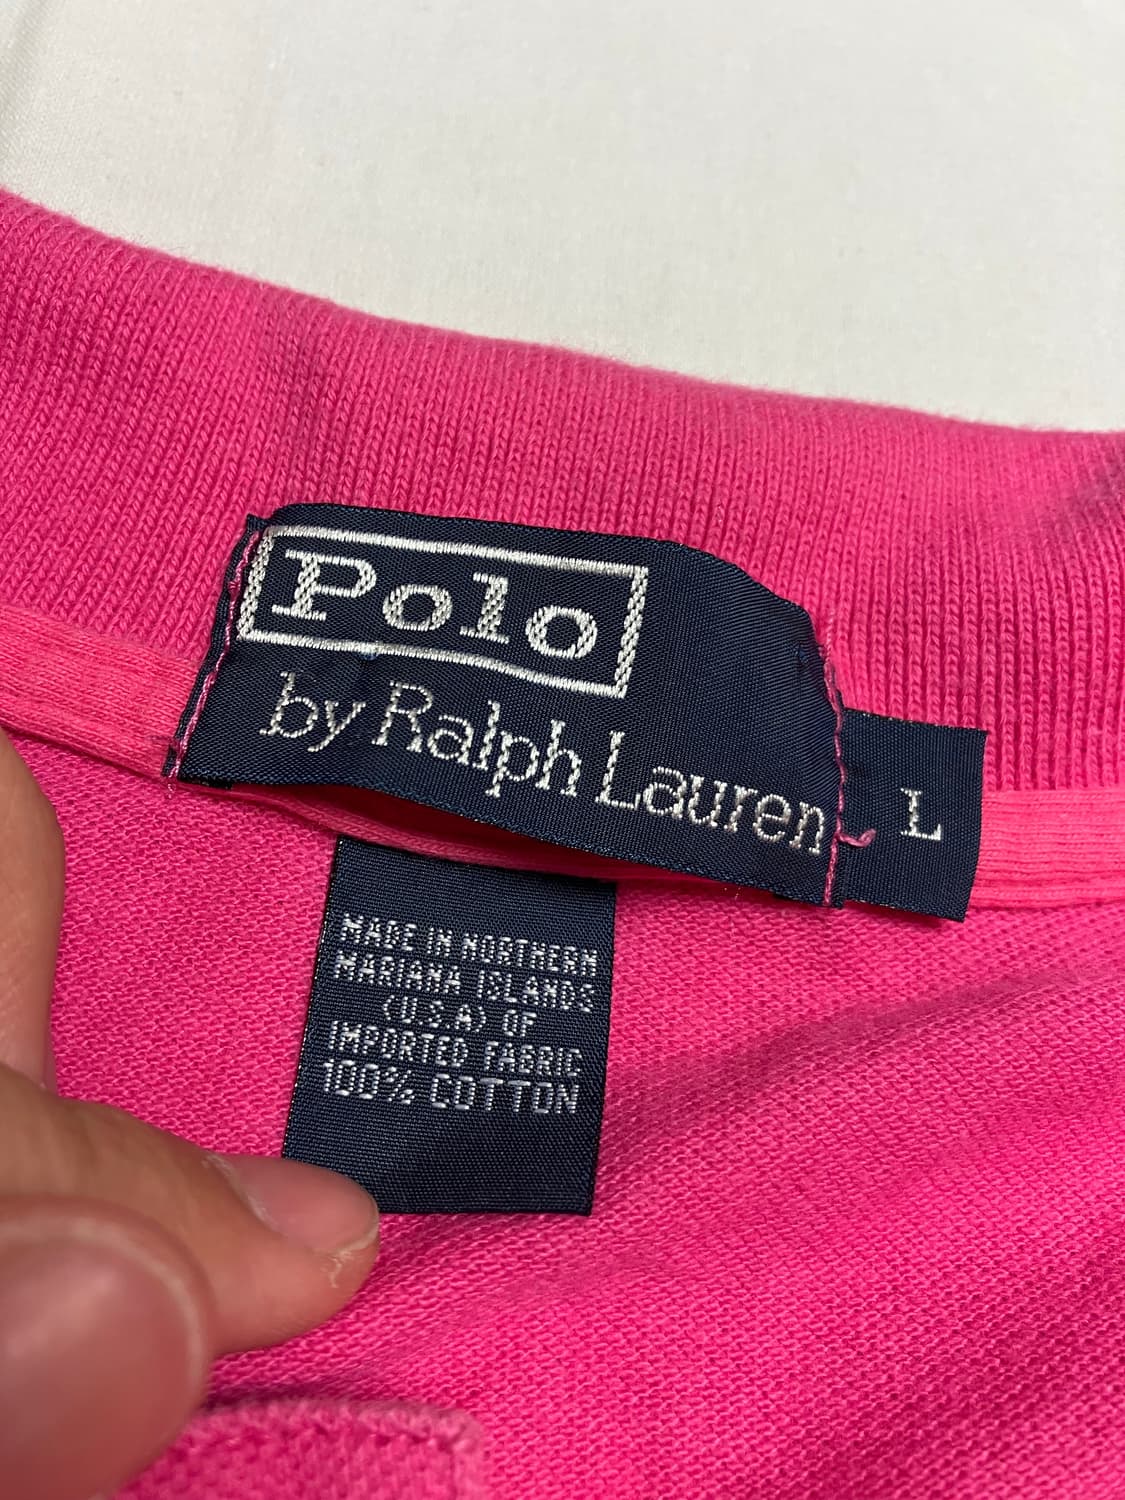 Polo
by Ralph Lauren
L
MADE IN NORTHERN
MARIANA ISLANDS
(U.S.A) OF
IMPORTED FABRIC
100% COTTON